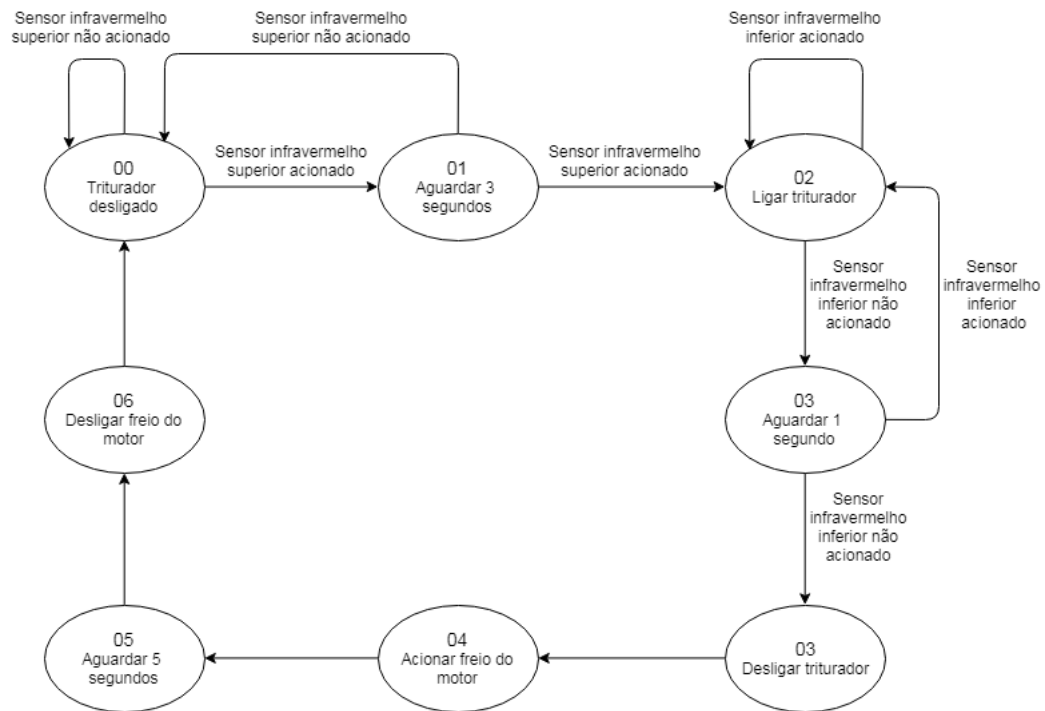 Sensor infravermelho
superior não acionado
Sensor infravermelho
superior não acionado
Sensor infravermelho
inferior acionado
00
Triturador
desligado
Sensor infravermelho
superior acionado
01
Aguardar 3
segundos
Sensor infravermelho
superior acionado
02
Ligar triturador
Sensor
infravermelho
inferior não
acionado
Sensor
infravermelho
inferior
acionado
06
Desligar freio do
motor
03
Aguardar 1
segundo
Sensor
infravermelho
inferior não
acionado
05
Aguardar 5
segundos
04
Acionar freio do
motor
03
Desligar triturador